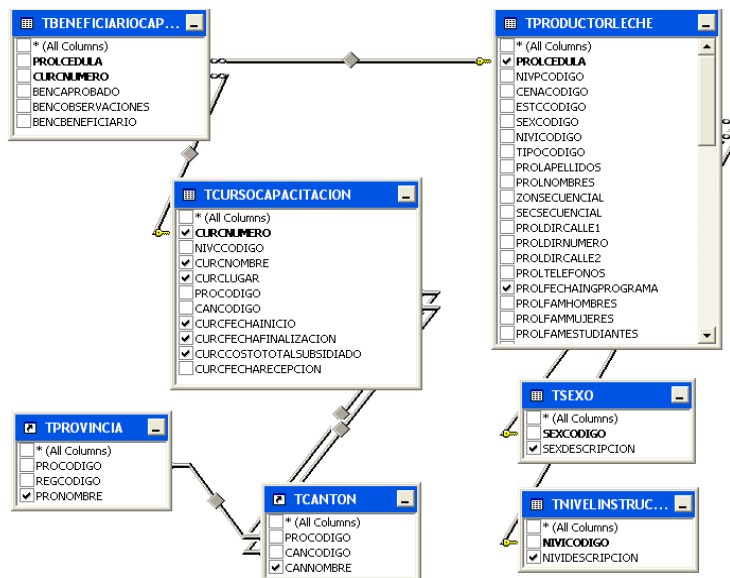 TBENEFICIARIOCAP...
* (All Columns)
PROLCEDULA
CURCNUMERO
BENCAPROBADO
BENCOBSERVACIONES
BENCBENEFICIARIO
TPRODUCTORLECHE
* (All Columns)
PROLCEDULA
NIVPCODIGO
CENACODIGO
ESTCCODIGO
SEXCODIGO
NIVICODIGO
TIPOCODIGO
PROLAPELLIDOS
PROLNOMBRES
ZONSECUENCIAL
SECSECUENCIAL
PROLDIRCALLE1
PROLDIRNUMERO
PROLDIRCALLE2
PROLTELEFONOS
PROLFECHAINGPROGRAMA
PROLFAMHOMBRES
PROLFAMMUJERES
PROLFAMESTUDIANTES
TCURSOCAPACITACION
* (All Columns)
CURCNUMERO
NIVCCODIGO
CURCNOMBRE
CURCLUGAR
PROCODIGO
CANCODIGO
CURCFECHAINICIO
CURCFECHAFINALIZACION
CURCCOSTOTOTALSUBSIDIADO
CURCFECHARECEPCION
TSEXO
* (All Columns)
SEXCODIGO
SEXDESCRIPCION
TPROVINCIA
* (All Columns)
PROCODIGO
REGCODIGO
PRONOMBRE
TCANTON
* (All Columns)
PROCODIGO
CANCODIGO
CANNOMBRE
TNIVELINSTRUC...
* (All Columns)
NIVICODIGO
NIVIDESCRIPCION